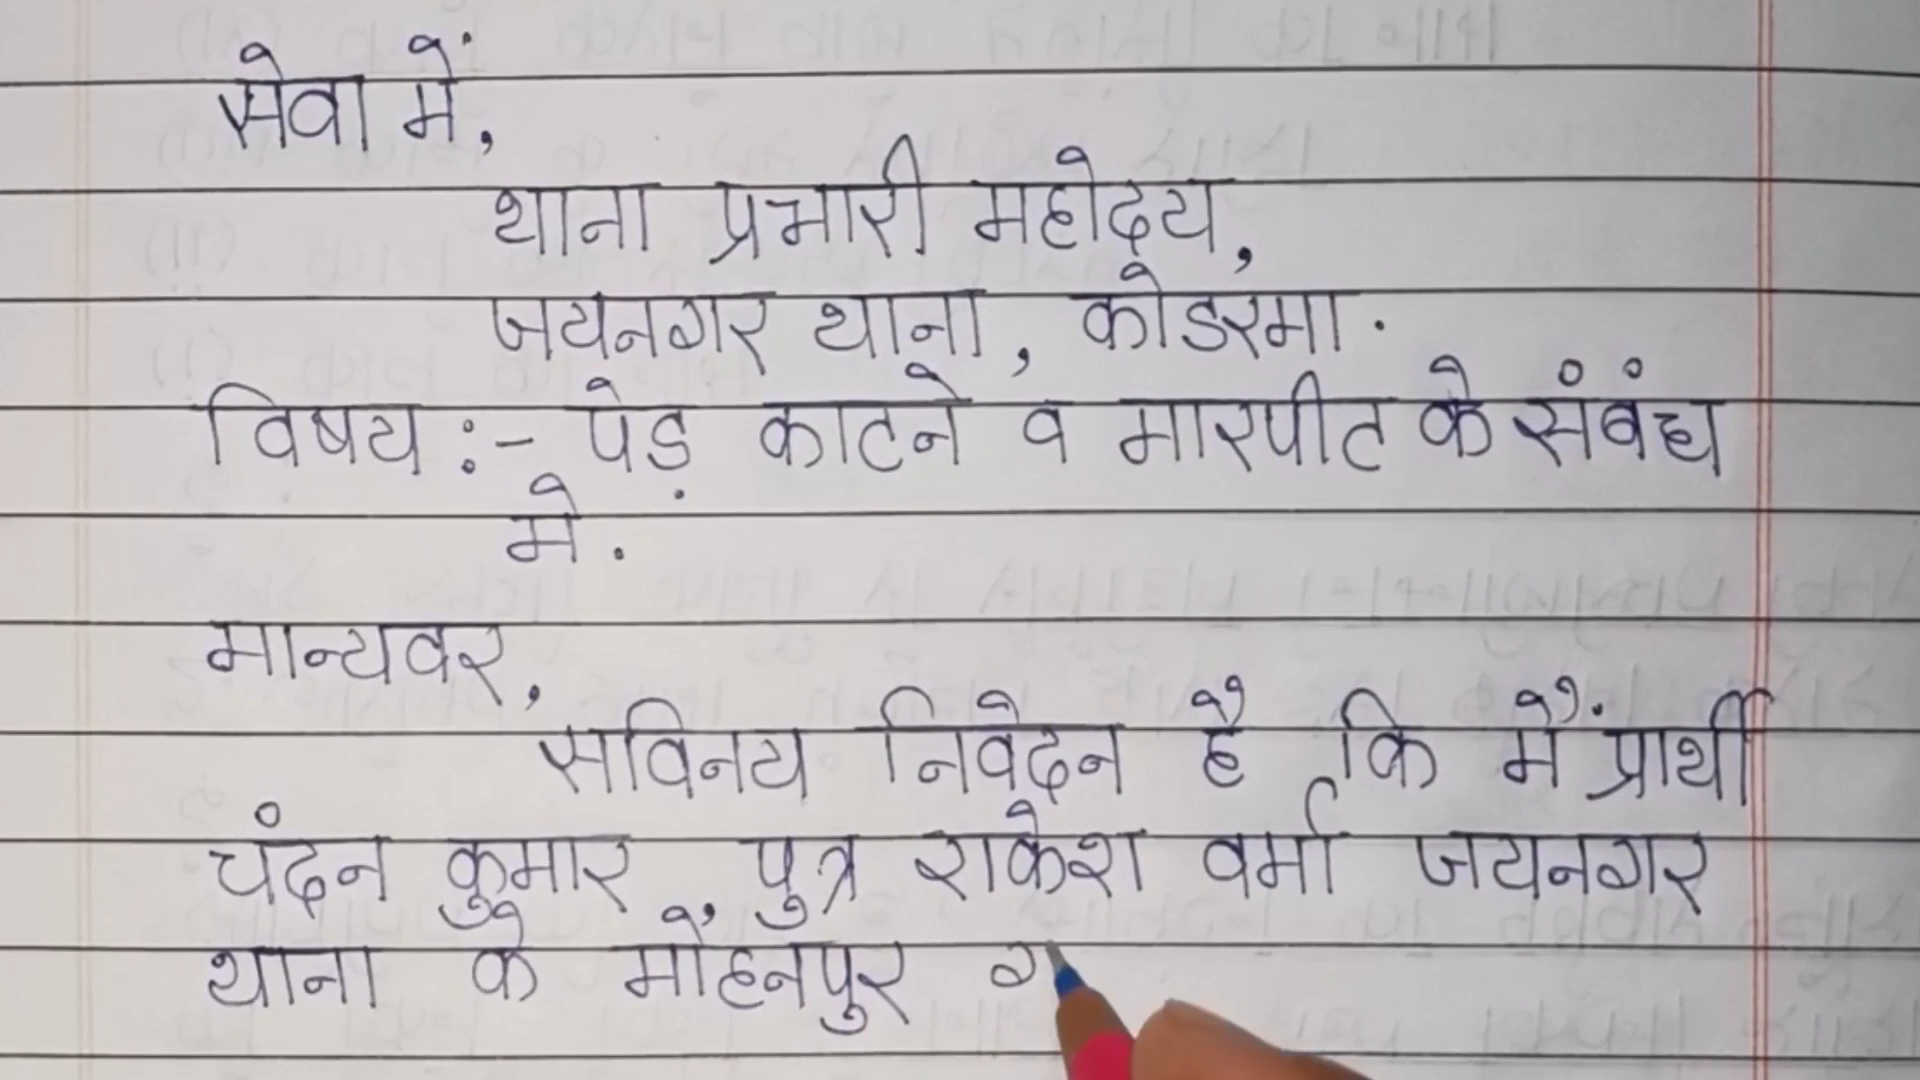 सेवा में,
थाना प्रभारी महोदय,
जयनगर थाना, कोडरमा.
विषय :- पेड़ काटने व मारपीट के संबंध
मे.
मान्यवर,
सविनय निवेदन है कि मैं प्रार्थी
चंदन कुमार, पुत्र राकेश वर्मा जयनगर
थाना के मोहनपुर